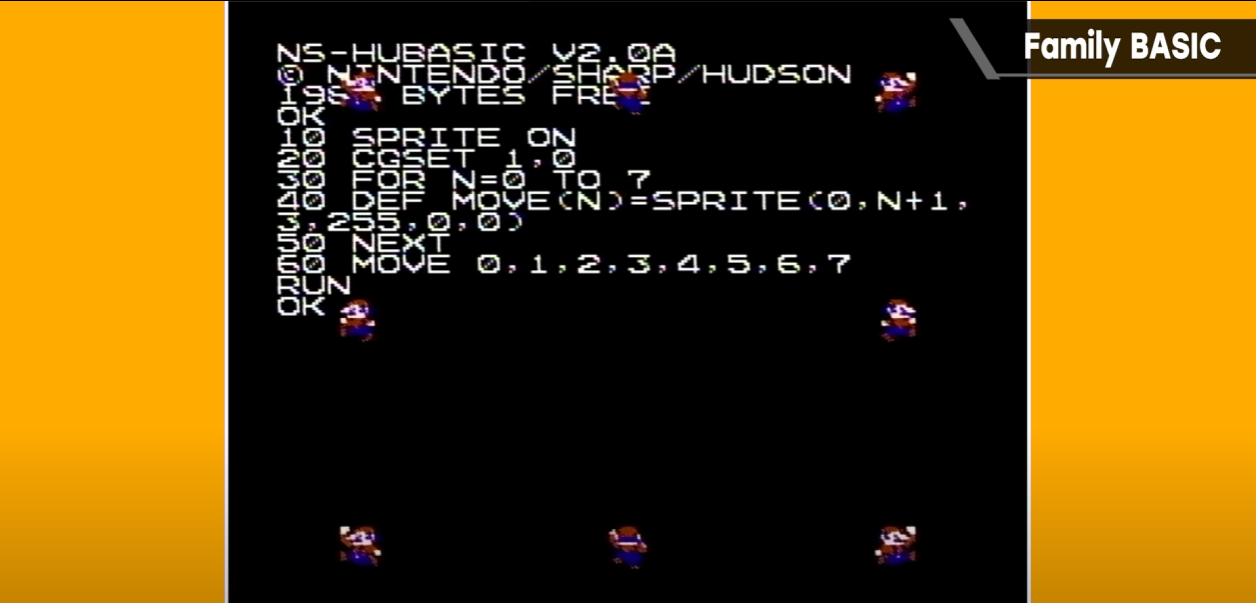 Family BASIC
NS-HUBASIC V2.0A
© NINTENDO/SHARP/HUDSON
BYTES
OK
10 SPRITE ON
20 CGSET 1,0
30 FOR N=0 TO 7
40 DEF MOVE(N)=SPRITE(0,N+1,
3,255,0,0)
50 NEXT
60 MOVE 0,1,2,3,4,5,6,7
RUN
OK